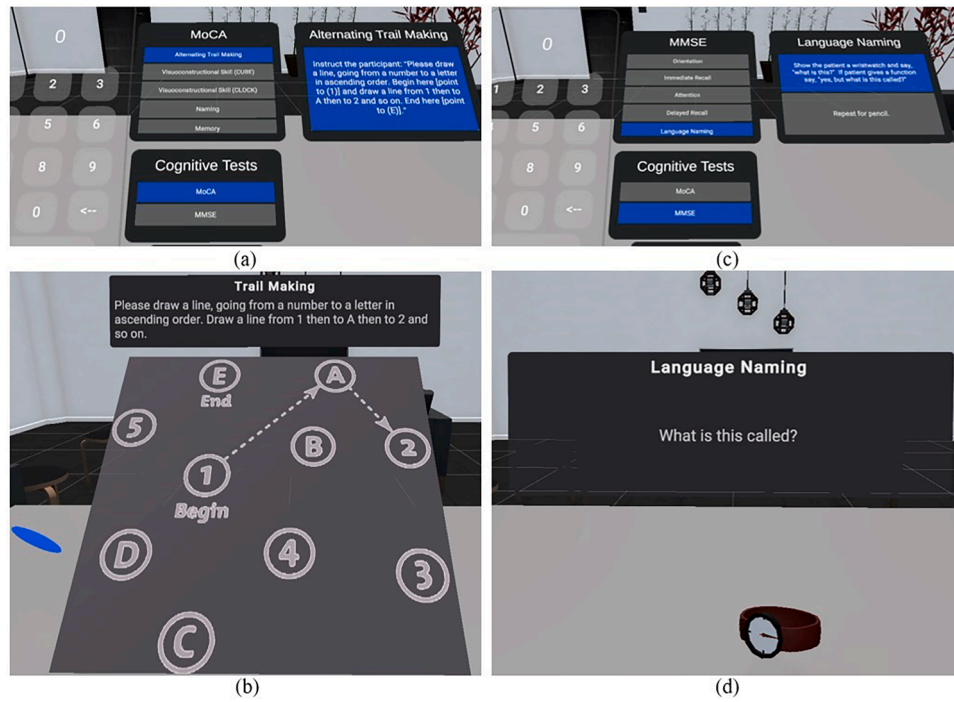 0
2 3
5 6
8 9
0 <--
MoCA
Alternating Trail Making
Visuoconstructional Skill (CUBE)
Visuoconstructional Skill (CLOCK)
Naming
Memory
Cognitive Tests
MoCA
MMSE
Alternating Trail Making
Instruct the participant: "Please draw
a line, going from a number to a letter
in ascending order. Begin here [point
to (1)] and draw a line from 1 then to
A then to 2 and so on. End here [point
to (E)]."
(a)
0
1 2 3
5 6
8 9
0 <--
MMSE
Orientation
Immediate Recall
Attention
Delayed Recall
Language Naming
Cognitive Tests
MoCA
MMSE
Language Naming
Show the patient a wristwatch and say,
"what is this?" If patient gives a function
say, "yes, but what is this called?"
Repeat for pencil.
(c)
Trail Making
Please draw a line, going from a number to a letter in
ascending order. Draw a line from 1 then to A then to 2 and
so on.
E
End
A
5
B
2
1
Begin
D
4
3
C
(b)
Language Naming
What is this called?
(d)